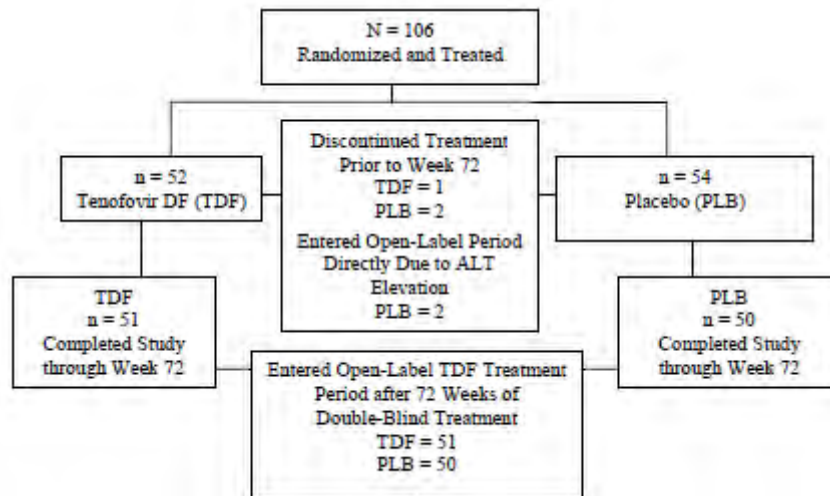 N = 106
Randomized and Treated
Discontinued Treatment
Prior to Week 72
TDF = 1
PLB = 2
Entered Open-Label Period
Directly Due to ALT
Elevation
PLB = 2
n = 52
Tenofovir DF (TDF)
n = 54
Placebo (PLB)
TDF
n = 51
Completed Study
through Week 72
PLB
n = 50
Completed Study
through Week 72
Entered Open-Label TDF Treatment
Period after 72 Weeks of
Double-Blind Treatment
TDF = 51
PLB = 50